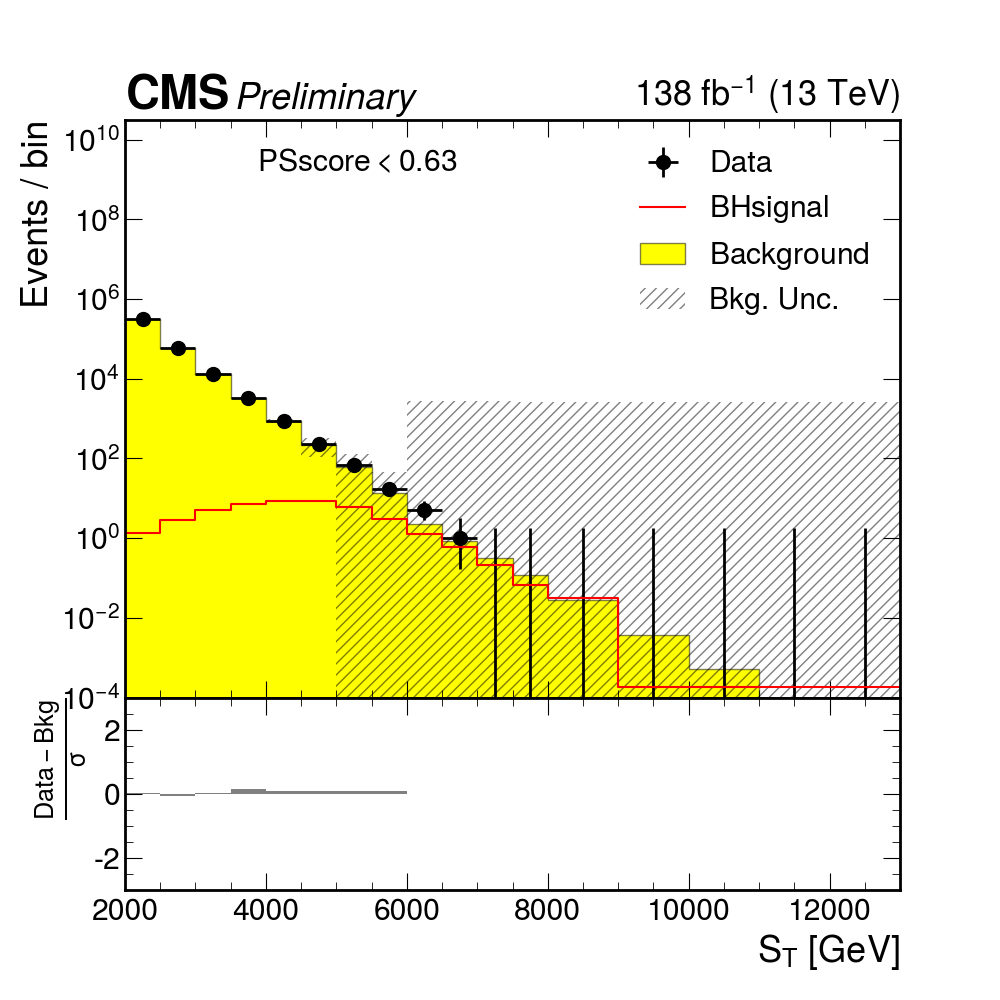 CMS Preliminary 138 fb⁻¹ (13 TeV)
Events / bin
PSscore < 0.63
Data
BHsignal
Background
Bkg. Unc.
10¹⁰
10⁸
10⁶
10⁴
10²
10⁰
10⁻²
10⁻⁴
Data − Bkg
σ
2
0
-2
2000 4000 6000 8000 10000 12000
S_T [GeV]